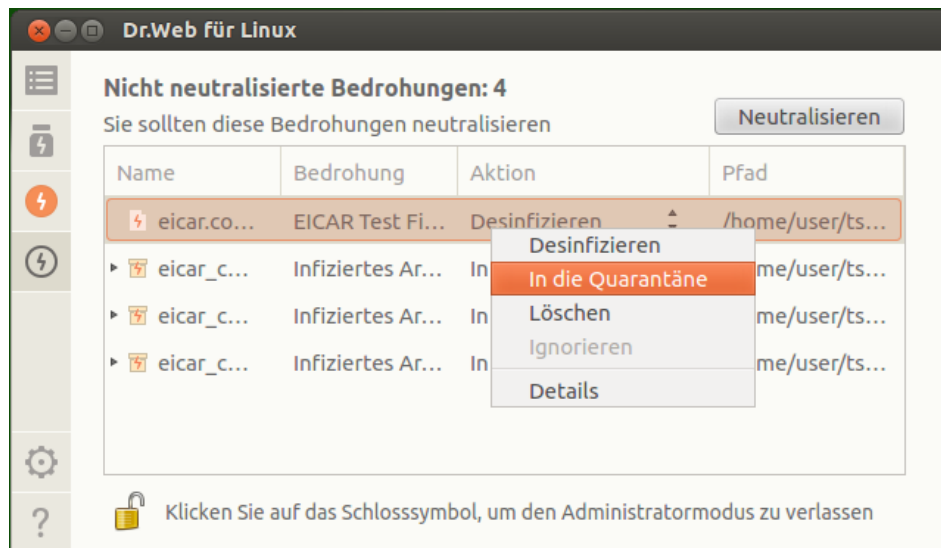 Dr.Web für Linux
Nicht neutralisierte Bedrohungen: 4
Sie sollten diese Bedrohungen neutralisieren
Neutralisieren
Name Bedrohung Aktion Pfad
eicar.co... EICAR Test Fi... Desinfizieren /home/user/ts...
Desinfizieren
eicar_c... Infiziertes Ar... In me/user/ts...
In die Quarantäne
Löschen
eicar_c... Infiziertes Ar... In me/user/ts...
Ignorieren
eicar_c... Infiziertes Ar... In me/user/ts...
Details
?
Klicken Sie auf das Schlosssymbol, um den Administratormodus zu verlassen